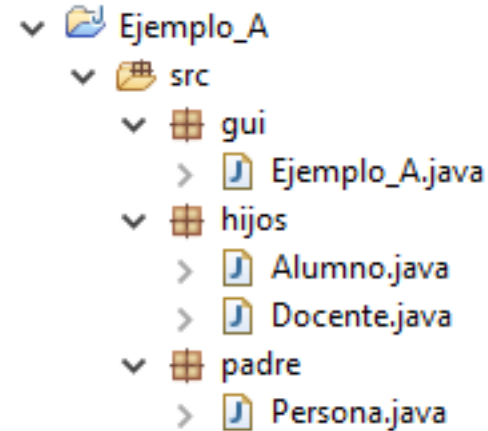 Ejemplo_A
src
gui
Ejemplo_A.java
hijos
Alumno.java
Docente.java
padre
Persona.java